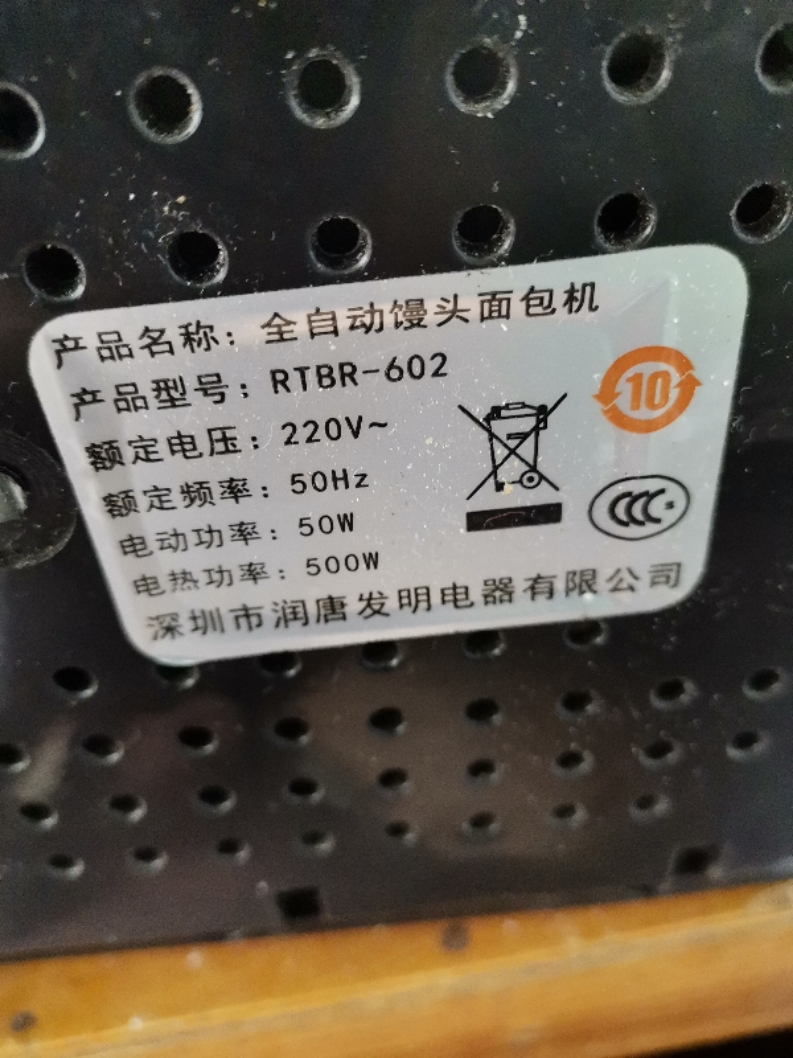 产品名称：全自动馒头面包机
产品型号：RTBR-602
额定电压：220V~
额定频率：50Hz
电动功率：50W
电热功率：500W
深圳市润唐发明电器有限公司
10
CCC S